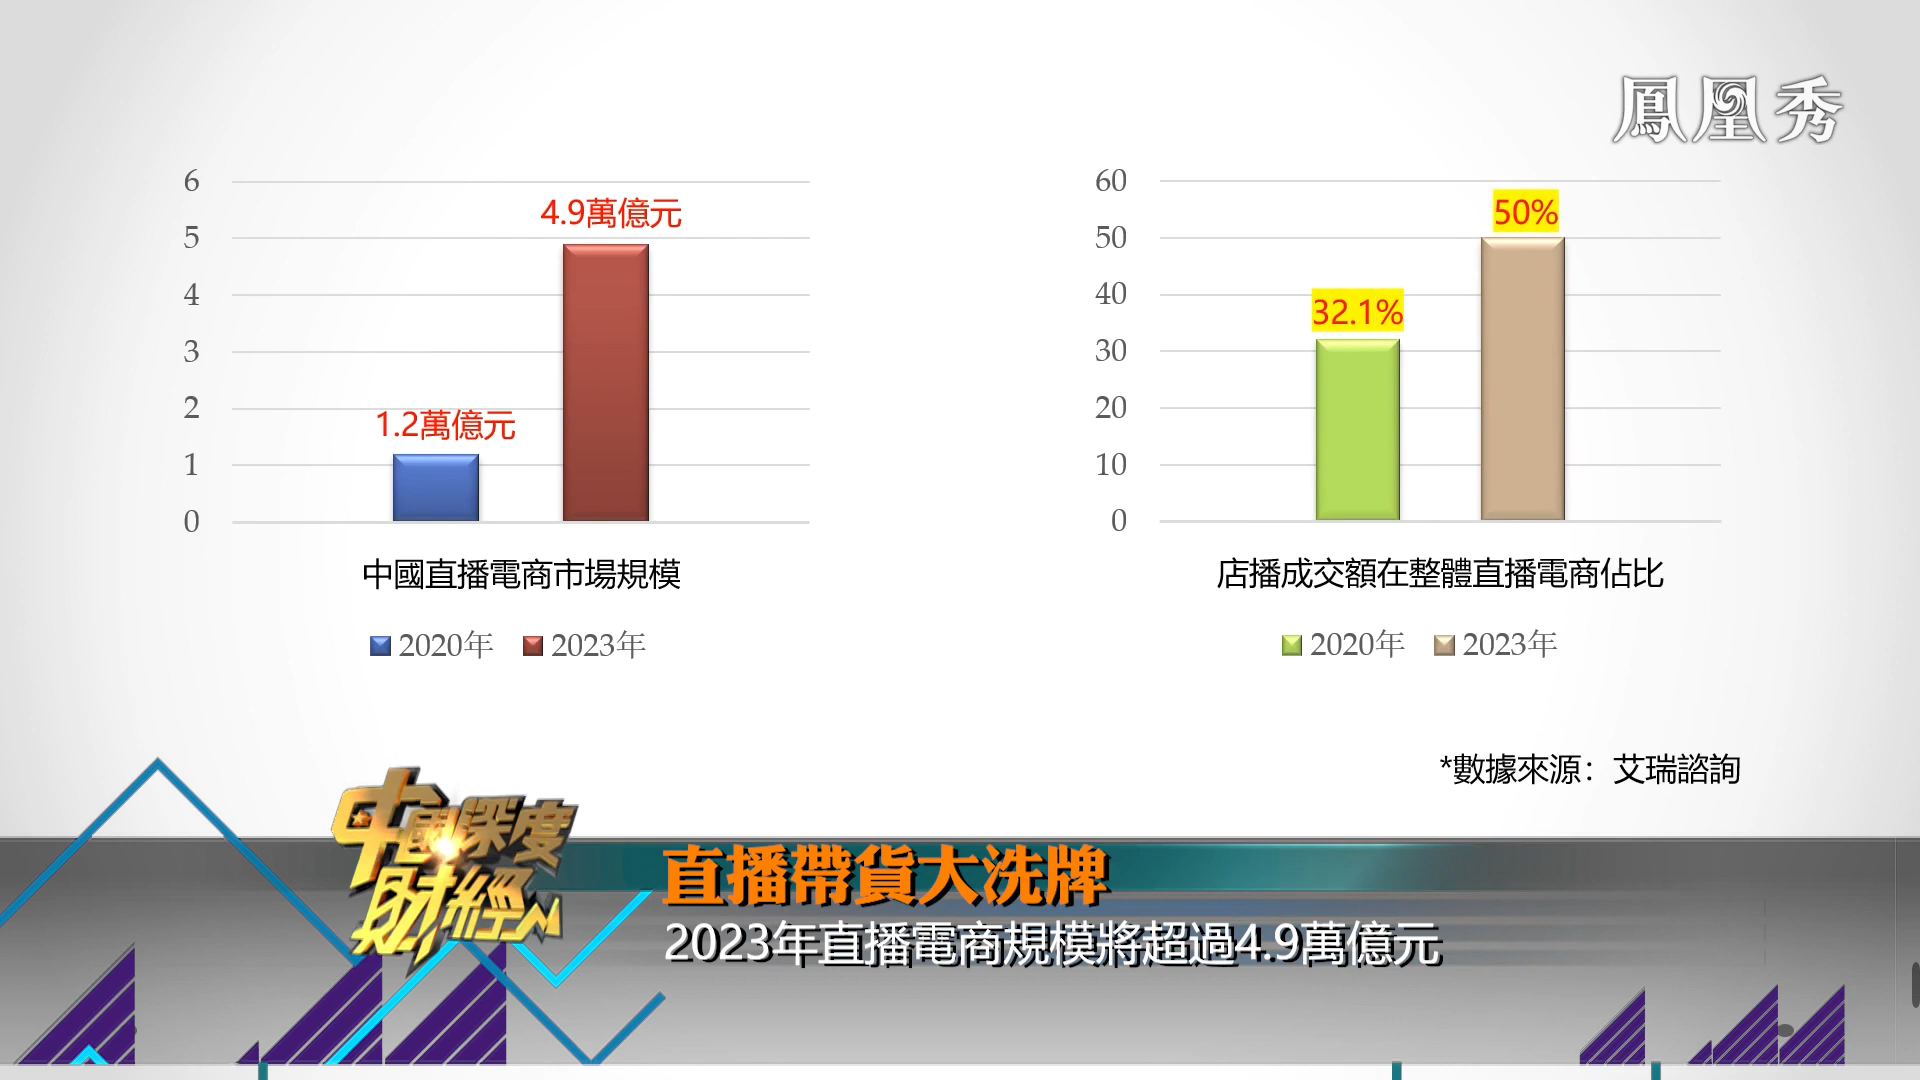 鳳凰秀
6
5
4
3
2
1
0
4.9萬億元
1.2萬億元
中國直播電商市場規模
2020年 2023年
60
50
40
30
20
10
0
50%
32.1%
店播成交額在整體直播電商佔比
2020年 2023年
*數據來源：艾瑞諮詢
中國深度
財經
直播帶貨大洗牌
2023年直播電商規模將超過4.9萬億元